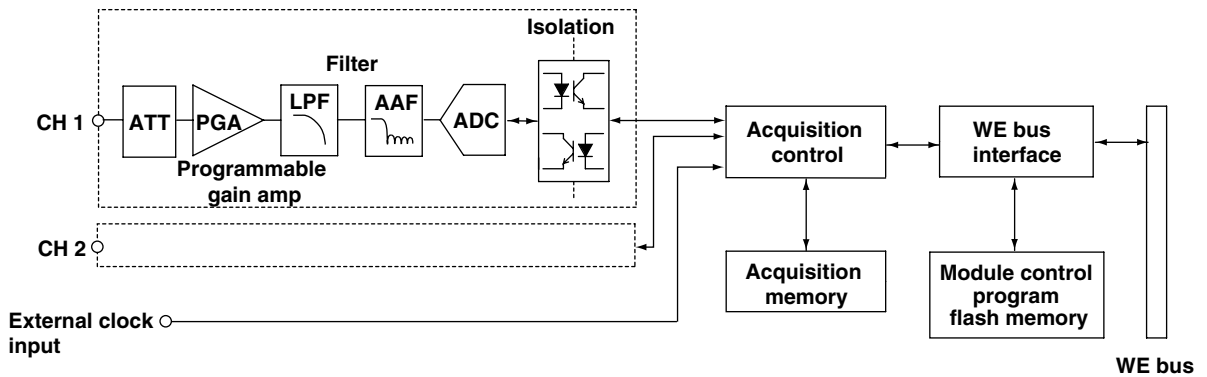 Isolation
Filter
CH 1
ATT
PGA
LPF
AAF
ADC
Programmable
gain amp
Acquisition
control
WE bus
interface
CH 2
Acquisition
memory
Module control
program
flash memory
External clock
input
WE bus